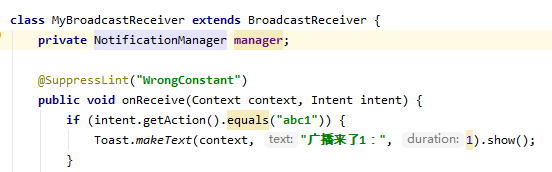 class MyBroadcastReceiver extends BroadcastReceiver {
private NotificationManager manager;
@SuppressLint("WrongConstant")
public void onReceive(Context context, Intent intent) {
if (intent.getAction().equals("abc1")) {
Toast.makeText(context, text: "广播来了1：", duration: 1).show();
}